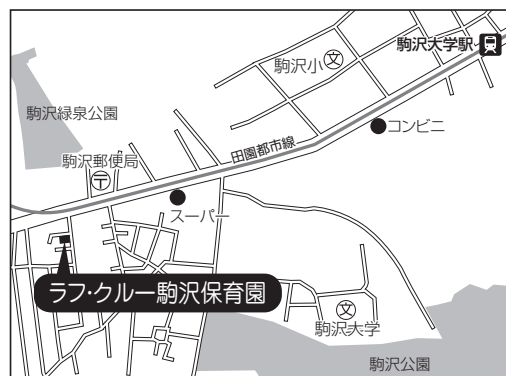 駒沢大学駅
駒沢小
文
コンビニ
駒沢緑泉公園
田園都市線
駒沢郵便局
〒
スーパー
ラフ・クルー駒沢保育園
文
駒沢大学
駒沢公園